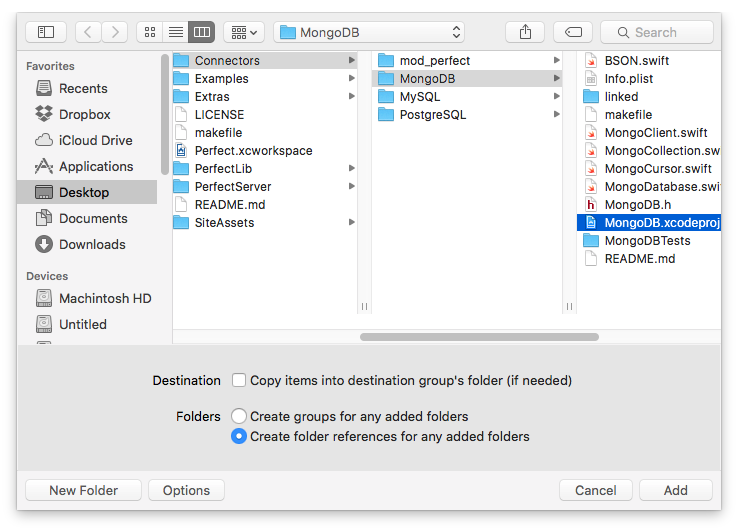 MongoDB
Search
Favorites
Recents
Dropbox
iCloud Drive
Applications
Desktop
Documents
Downloads
Devices
Machintosh HD
Untitled
Connectors
Examples
Extras
LICENSE
makefile
Perfect.xcworkspace
PerfectLib
PerfectServer
README.md
SiteAssets
mod_perfect
MongoDB
MySQL
PostgreSQL
BSON.swift
Info.plist
linked
makefile
MongoClient.swift
MongoCollection.sw
MongoCursor.swift
MongoDatabase.swi
MongoDB.h
MongoDB.xcodeproj
MongoDBTests
README.md
Destination Copy items into destination group's folder (if needed)
Folders Create groups for any added folders
Create folder references for any added folders
New Folder Options Cancel Add